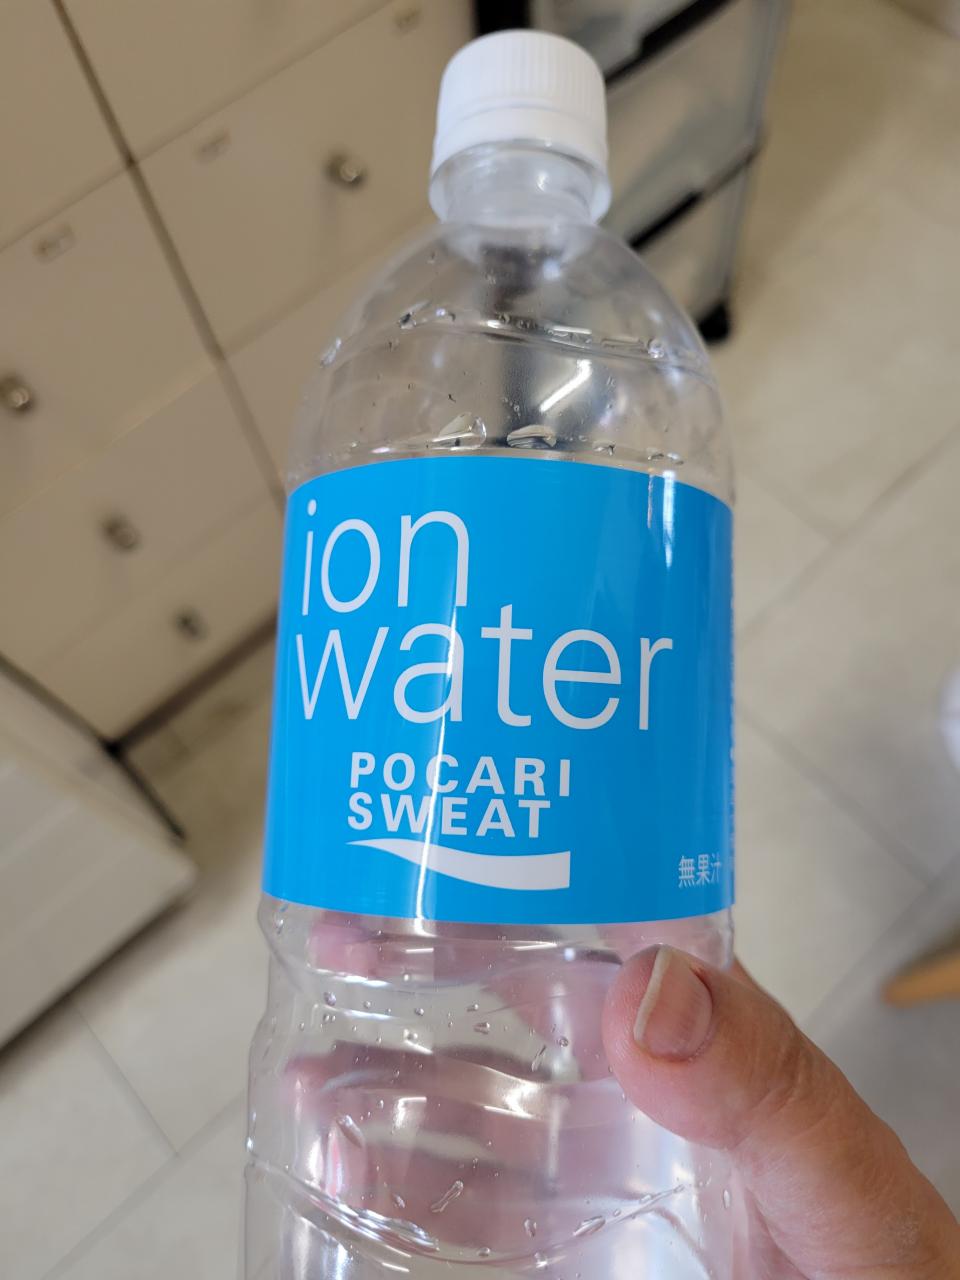 ion
water
POCARI
SWEAT
無果汁